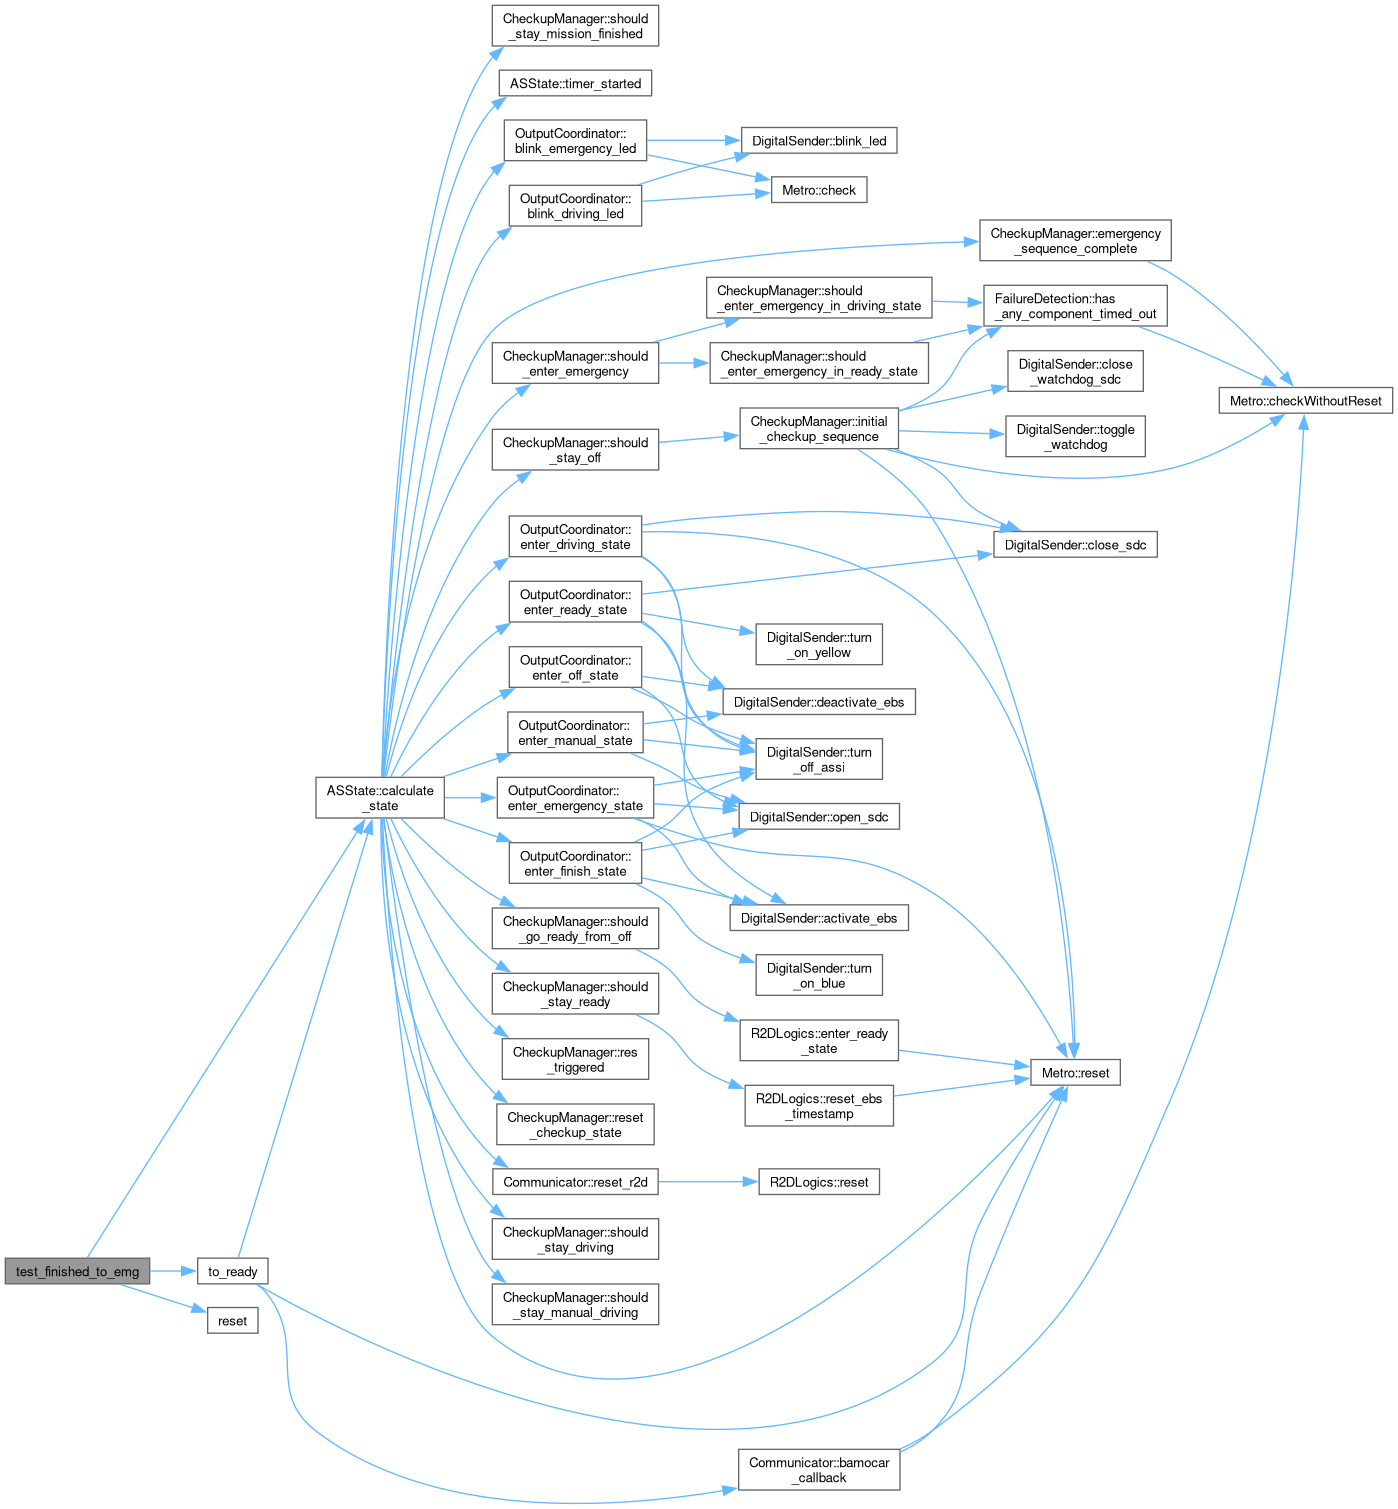 CheckupManager::should
_stay_mission_finished
ASState::timer_started
OutputCoordinator::
blink_emergency_led
DigitalSender::blink_led
Metro::check
OutputCoordinator::
blink_driving_led
CheckupManager::emergency
_sequence_complete
CheckupManager::should
_enter_emergency_in_driving_state
FailureDetection::has
_any_component_timed_out
CheckupManager::should
_enter_emergency
CheckupManager::should
_enter_emergency_in_ready_state
DigitalSender::close
_watchdog_sdc
Metro::checkWithoutReset
CheckupManager::should
_stay_off
CheckupManager::initial
_checkup_sequence
DigitalSender::toggle
_watchdog
OutputCoordinator::
enter_driving_state
DigitalSender::close_sdc
OutputCoordinator::
enter_ready_state
DigitalSender::turn
_on_yellow
OutputCoordinator::
enter_off_state
DigitalSender::deactivate_ebs
OutputCoordinator::
enter_manual_state
DigitalSender::turn
_off_assi
ASState::calculate
_state
OutputCoordinator::
enter_emergency_state
DigitalSender::open_sdc
OutputCoordinator::
enter_finish_state
DigitalSender::activate_ebs
CheckupManager::should
_go_ready_from_off
DigitalSender::turn
_on_blue
CheckupManager::should
_stay_ready
R2DLogics::enter_ready
_state
CheckupManager::res
_triggered
Metro::reset
R2DLogics::reset_ebs
_timestamp
CheckupManager::reset
_checkup_state
Communicator::reset_r2d
R2DLogics::reset
CheckupManager::should
_stay_driving
test_finished_to_emg
to_ready
CheckupManager::should
_stay_manual_driving
reset
Communicator::bamocar
_callback